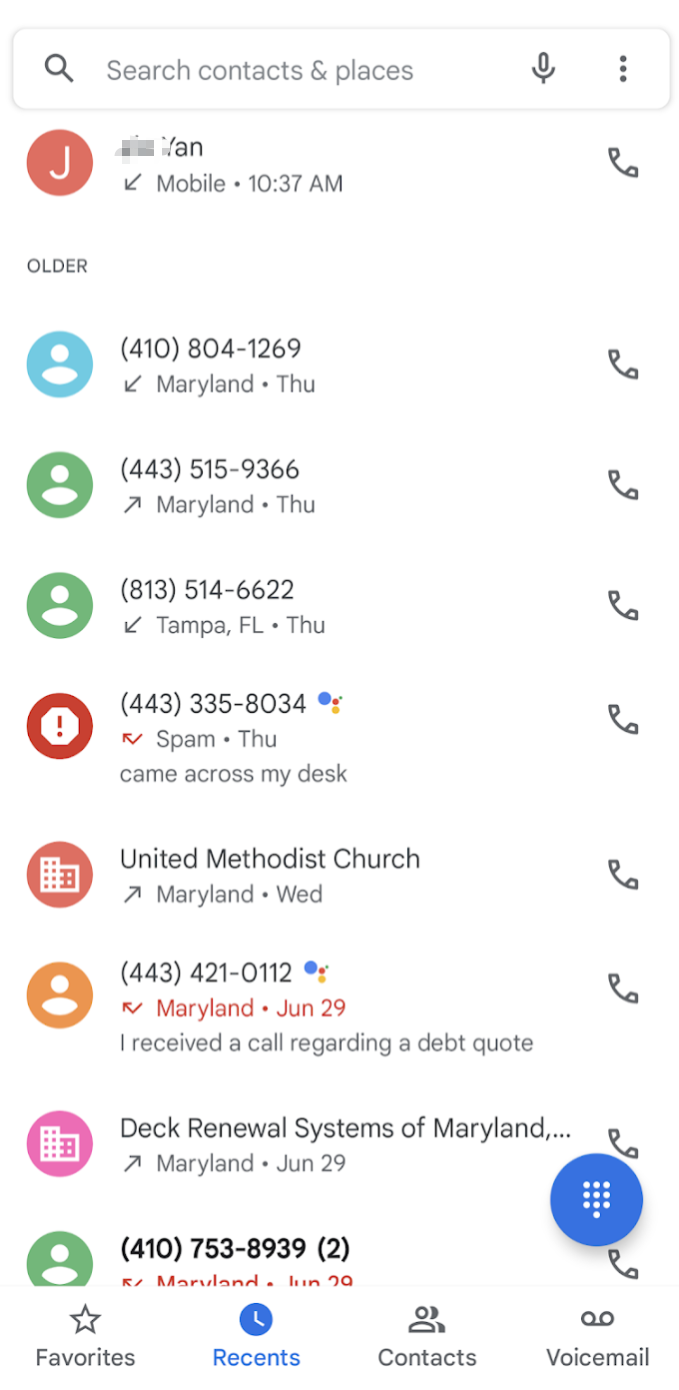 Search contacts & places
J
Yan
Mobile • 10:37 AM
OLDER
(410) 804-1269
Maryland • Thu
(443) 515-9366
Maryland • Thu
(813) 514-6622
Tampa, FL • Thu
(443) 335-8034
Spam • Thu
came across my desk
United Methodist Church
Maryland • Wed
(443) 421-0112
Maryland • Jun 29
I received a call regarding a debt quote
Deck Renewal Systems of Maryland,...
Maryland • Jun 29
(410) 753-8939 (2)
Maryland • Jun 29
Favorites
Recents
Contacts
Voicemail